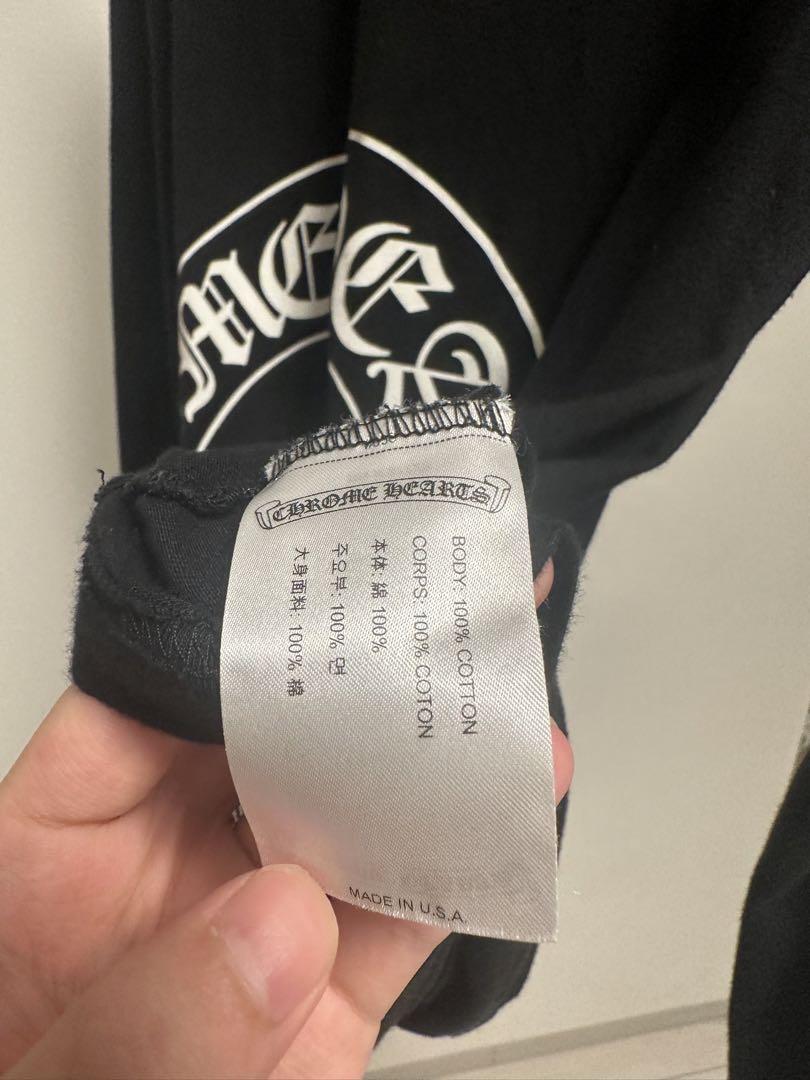 CHROME HEARTS
BODY: 100% COTTON
CORPS: 100% COTON
本体: 綿 100%
주요부: 100% 면
大身面料: 100% 棉
MADE IN U.S.A.